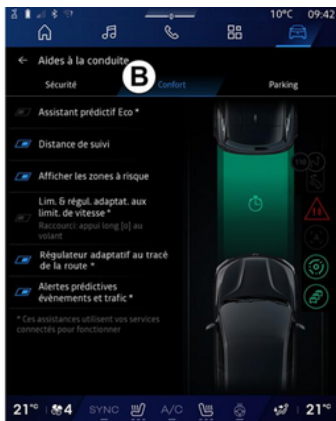 10°C 09:42
← Aides à la conduite
B
Sécurité Confort Parking
Assistant prédictif Eco *
Distance de suivi
Afficher les zones à risque
Lim. & régul. adaptat. aux
limit. de vitesse *
Raccourci: appui long [o] au
volant
Régulateur adaptatif au tracé
de la route *
Alertes prédictives
évènements et trafic *
* Ces assistants utilisent vos services
connectés pour fonctionner
110
21°° 4 SYNC A/C 21°°